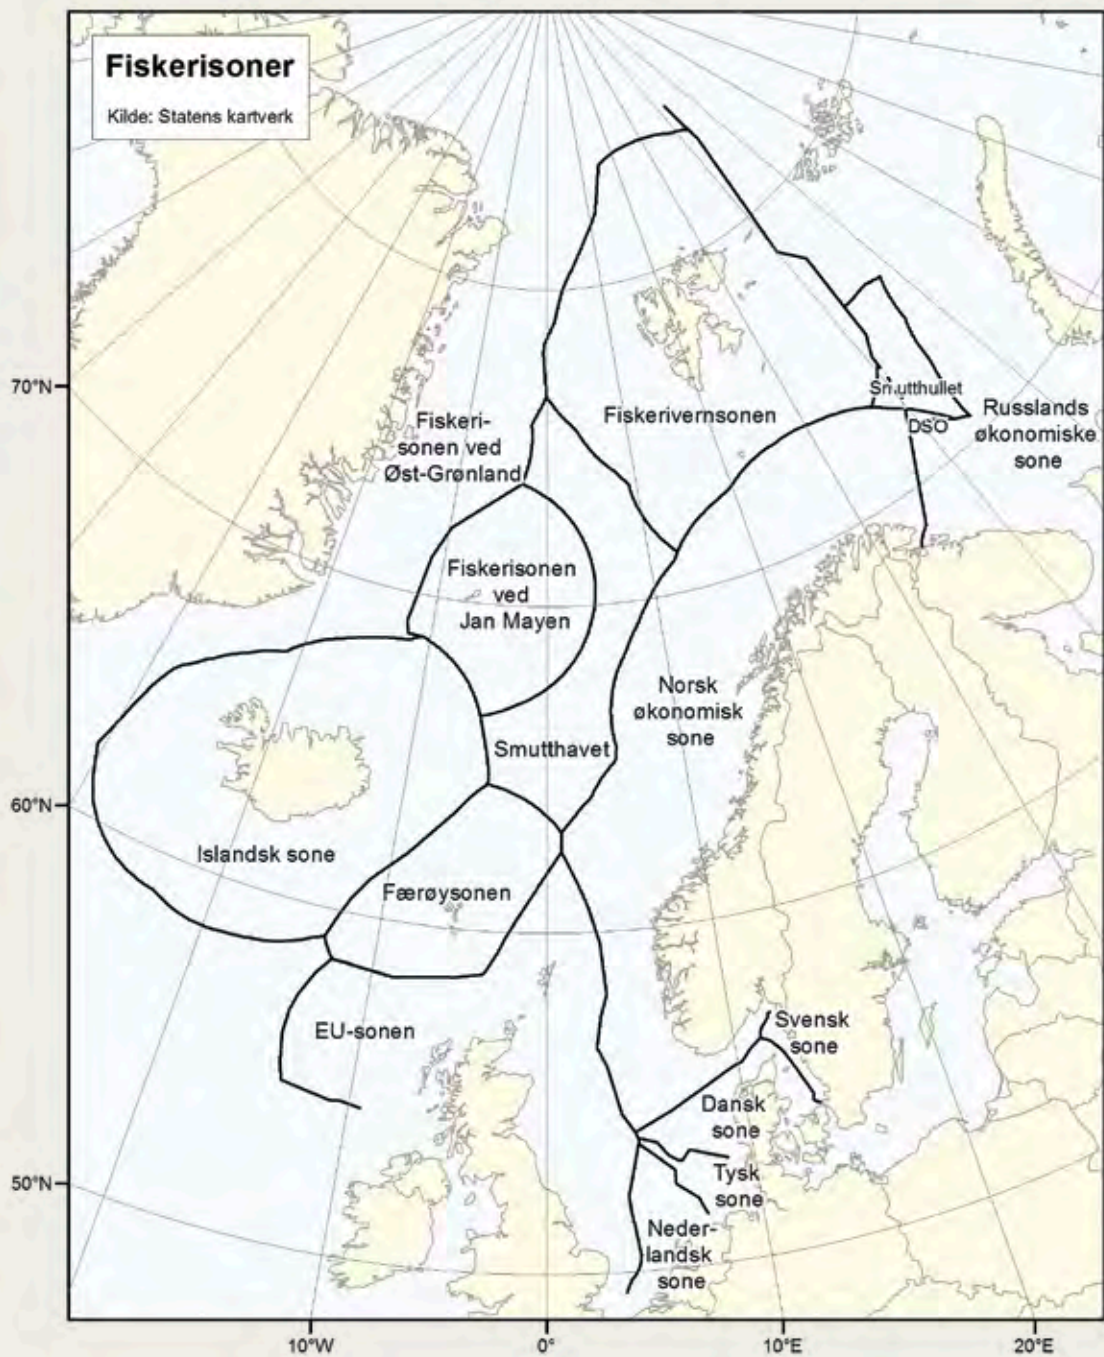 Fiskerisoner
Kilde: Statens kartverk
70°N
60°N
50°N
Fiskeri-
sonen ved
Øst-Grønland
Fiskerivernsonen
Smutthullet
DSO
Russlands
økonomiske
sone
Fiskerisonen
ved
Jan Mayen
Norsk
økonomisk
sone
Smutthavet
Islandsk sone
Færøysonen
EU-sonen
Svensk
sone
Dansk
sone
Tysk
sone
Neder-
landsk
sone
10°W
0°
10°E
20°E